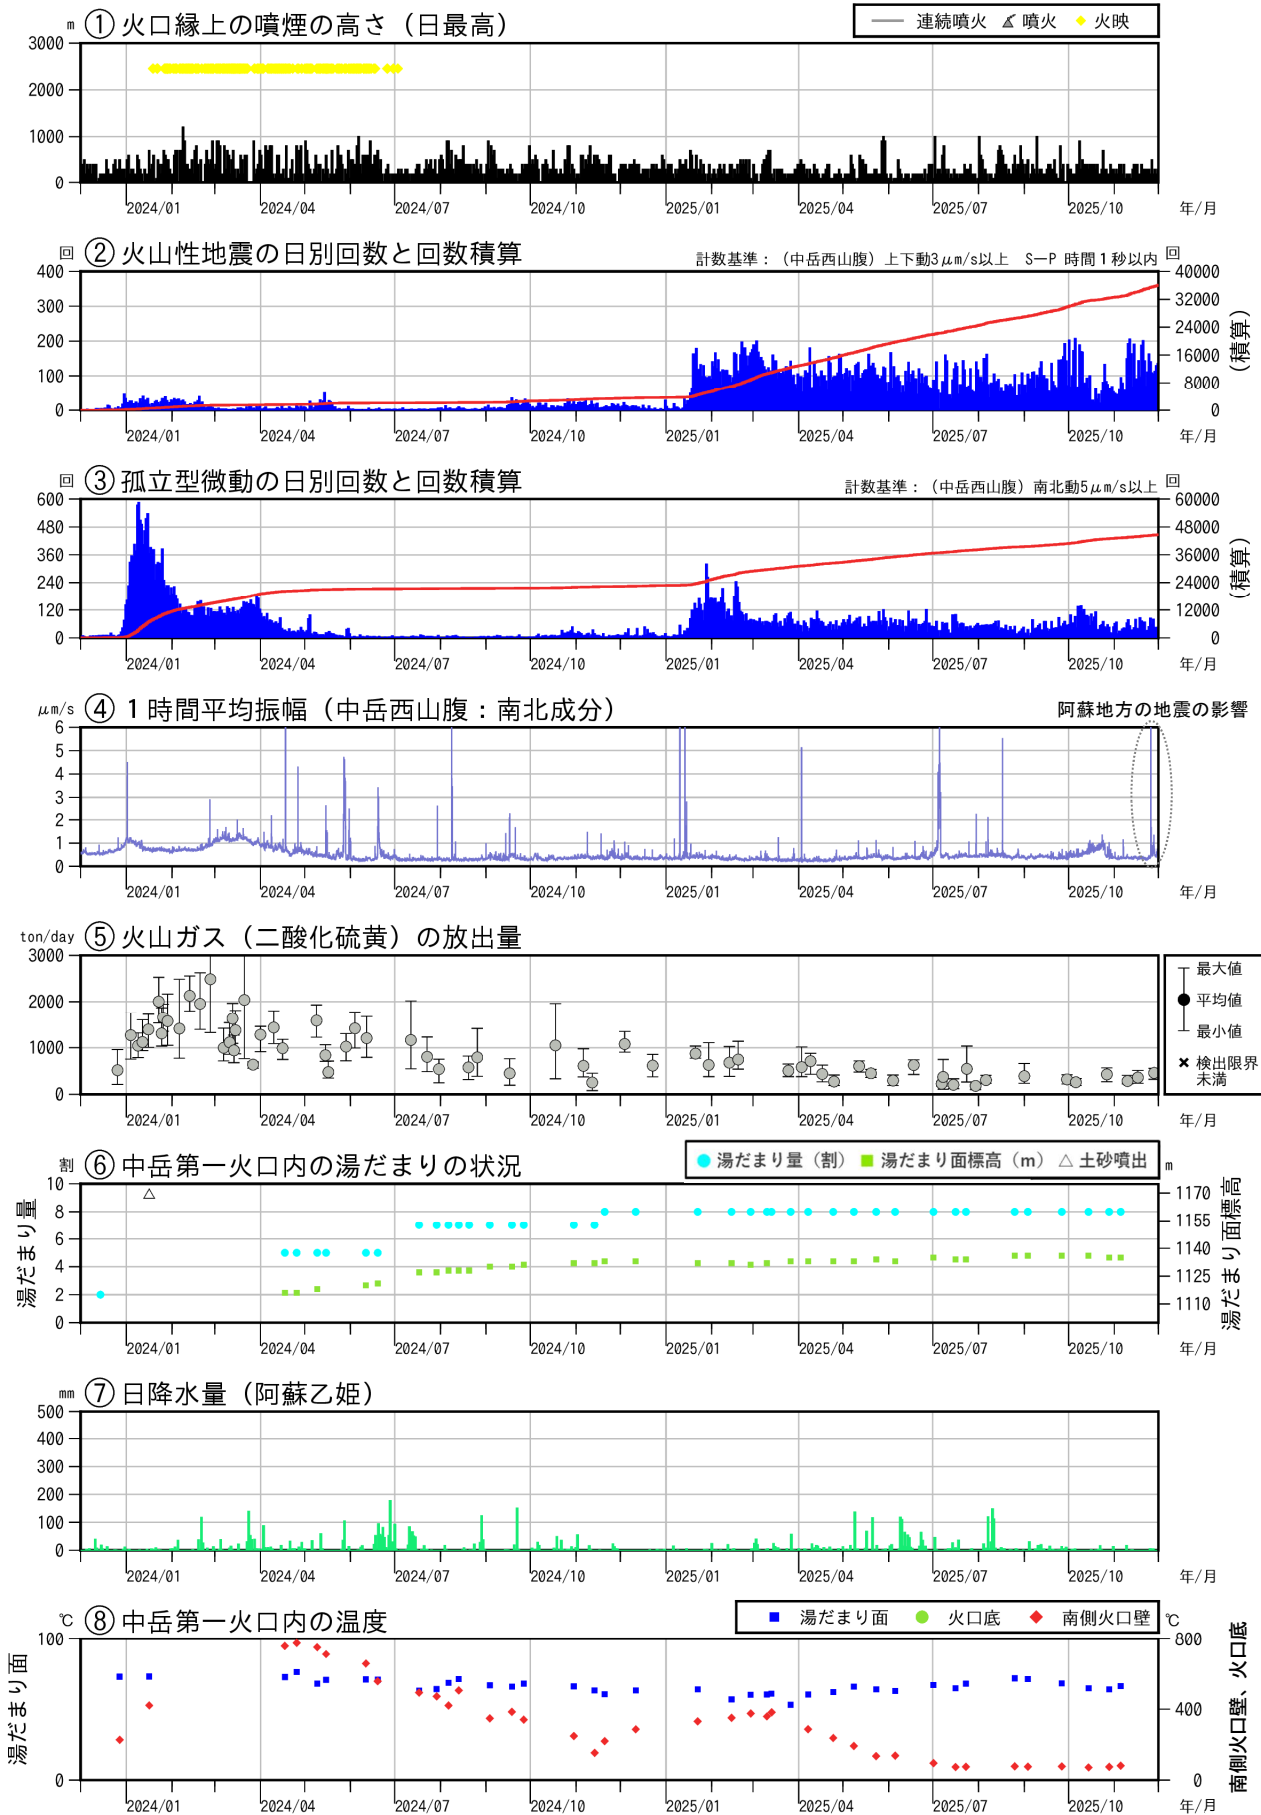 m ① 火口縁上の噴煙の高さ（日最高）
連続噴火 噴火 火映
3000
2000
1000
0
2024/01 2024/04 2024/07 2024/10 2025/01 2025/04 2025/07 2025/10 年/月
回 ② 火山性地震の日別回数と回数積算
計数基準：（中岳西山腹）上下動3μm/s以上 S－P 時間1秒以内 回
400 40000
300 32000
200 24000
100 16000
0 8000
0
(積算)
2024/01 2024/04 2024/07 2024/10 2025/01 2025/04 2025/07 2025/10 年/月
回 ③ 孤立型微動の日別回数と回数積算
計数基準：（中岳西山腹）南北動5μm/s以上 回
600 60000
480 48000
360 36000
240 24000
120 12000
0 0
(積算)
2024/01 2024/04 2024/07 2024/10 2025/01 2025/04 2025/07 2025/10 年/月
μm/s ④ 1時間平均振幅（中岳西山腹：南北成分）
阿蘇地方の地震の影響
6
5
4
3
2
1
0
2024/01 2024/04 2024/07 2024/10 2025/01 2025/04 2025/07 2025/10 年/月
ton/day ⑤ 火山ガス（二酸化硫黄）の放出量
3000
2000
1000
0
最大値
平均値
最小値
検出限界
未満
2024/01 2024/04 2024/07 2024/10 2025/01 2025/04 2025/07 2025/10 年/月
割 ⑥ 中岳第一火口内の湯だまりの状況
湯だまり量（割） 湯だまり面標高（m） 土砂噴出 m
湯だまり量
10
8
6
4
2
0
1170
1155
1140
1125
1110
湯だまり面標高
2024/01 2024/04 2024/07 2024/10 2025/01 2025/04 2025/07 2025/10 年/月
mm ⑦ 日降水量（阿蘇乙姫）
500
400
300
200
100
0
2024/01 2024/04 2024/07 2024/10 2025/01 2025/04 2025/07 2025/10 年/月
℃ ⑧ 中岳第一火口内の温度
湯だまり面 火口底 南側火口壁 ℃
湯だまり面
100
0
800
400
0
南側火口壁、火口底
2024/01 2024/04 2024/07 2024/10 2025/01 2025/04 2025/07 2025/10 年/月